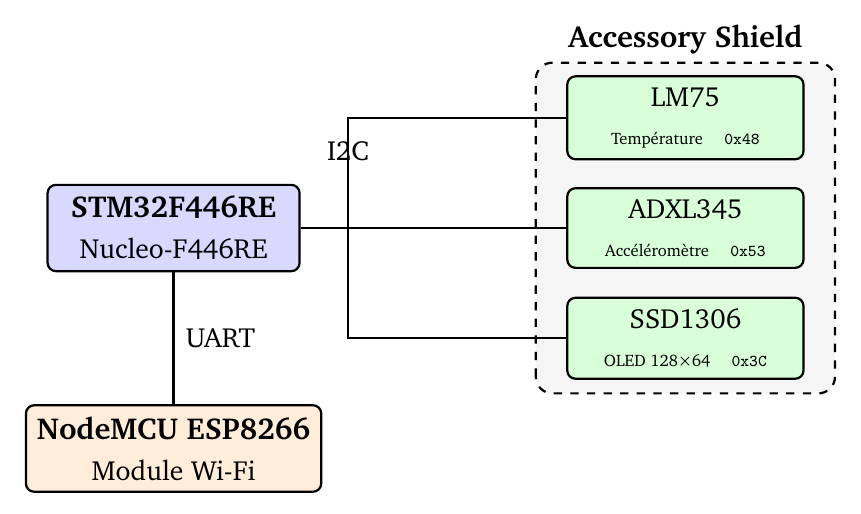 Accessory Shield
LM75
Température 0x48
I2C
STM32F446RE
Nucleo-F446RE
ADXL345
Accéléromètre 0x53
UART
SSD1306
OLED 128×64 0x3C
NodeMCU ESP8266
Module Wi-Fi